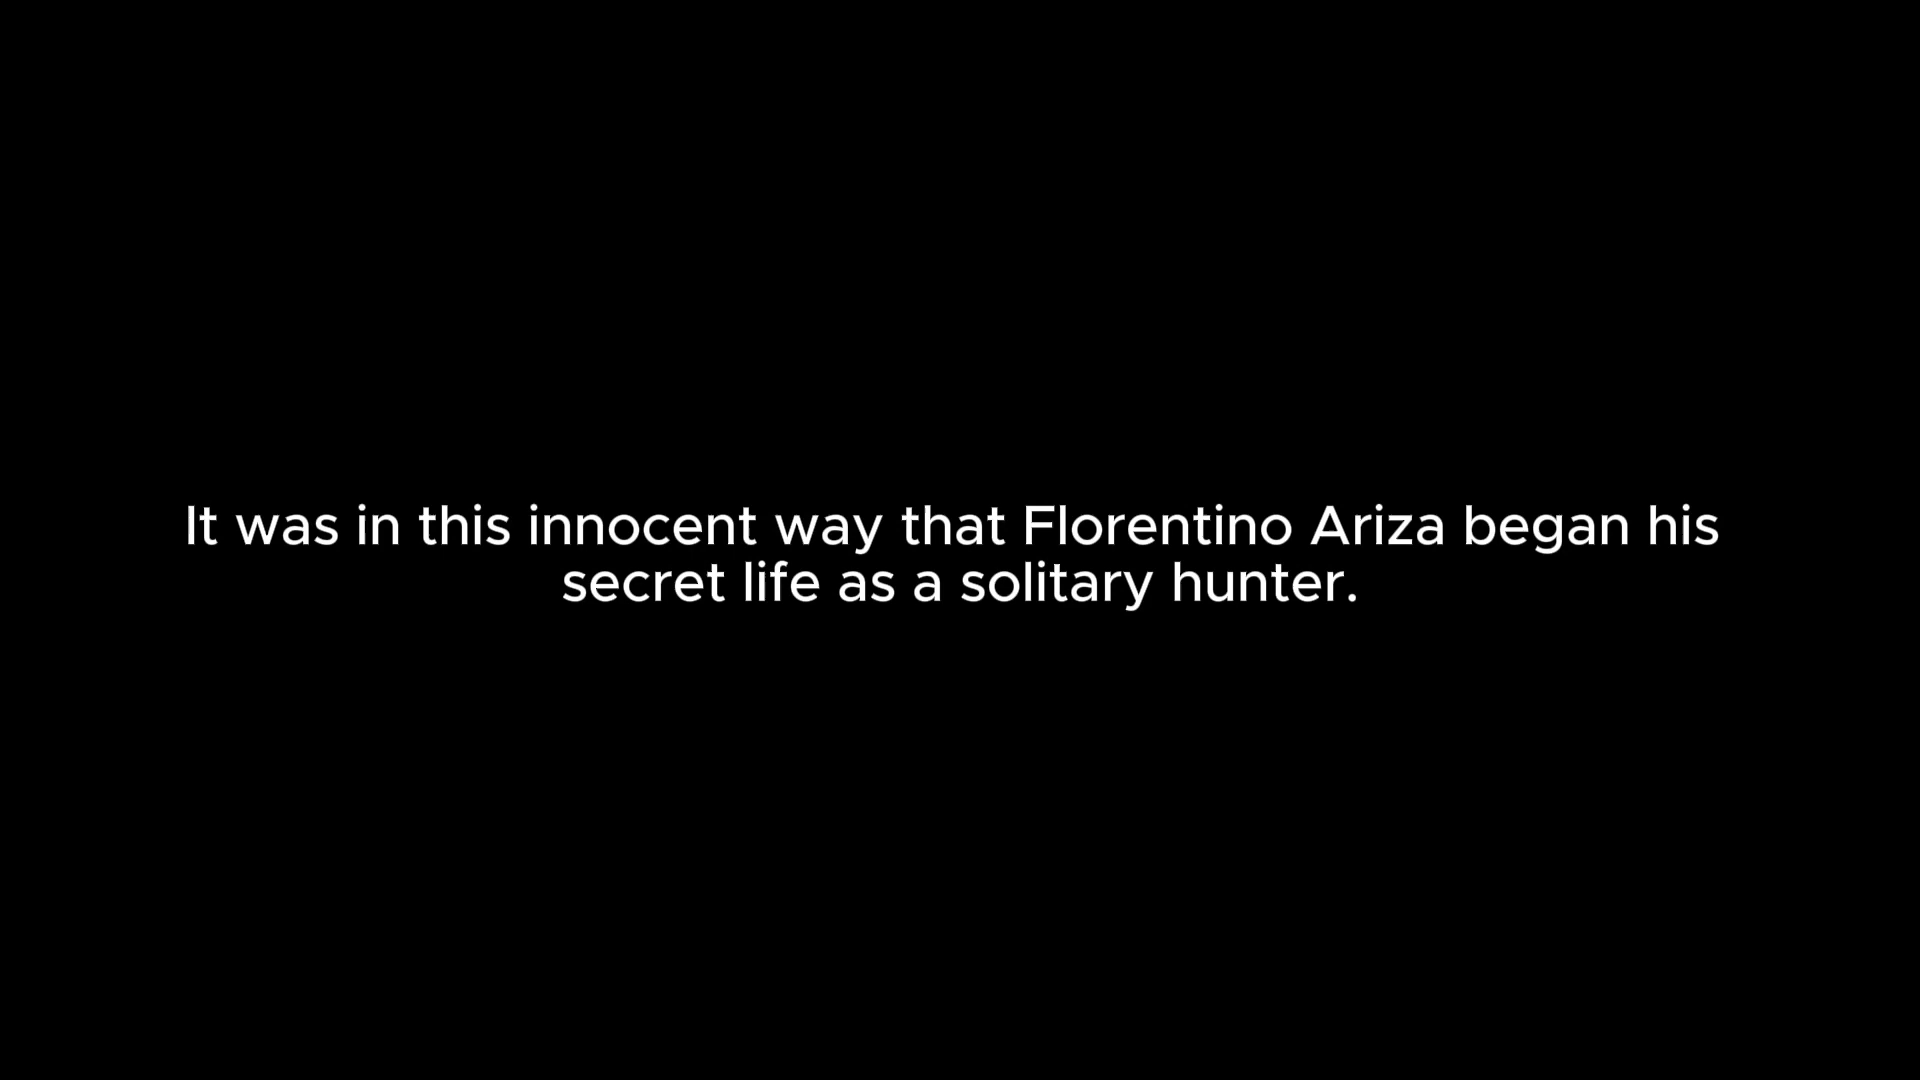 It was in this innocent way that Florentino Ariza began his
secret life as a solitary hunter.